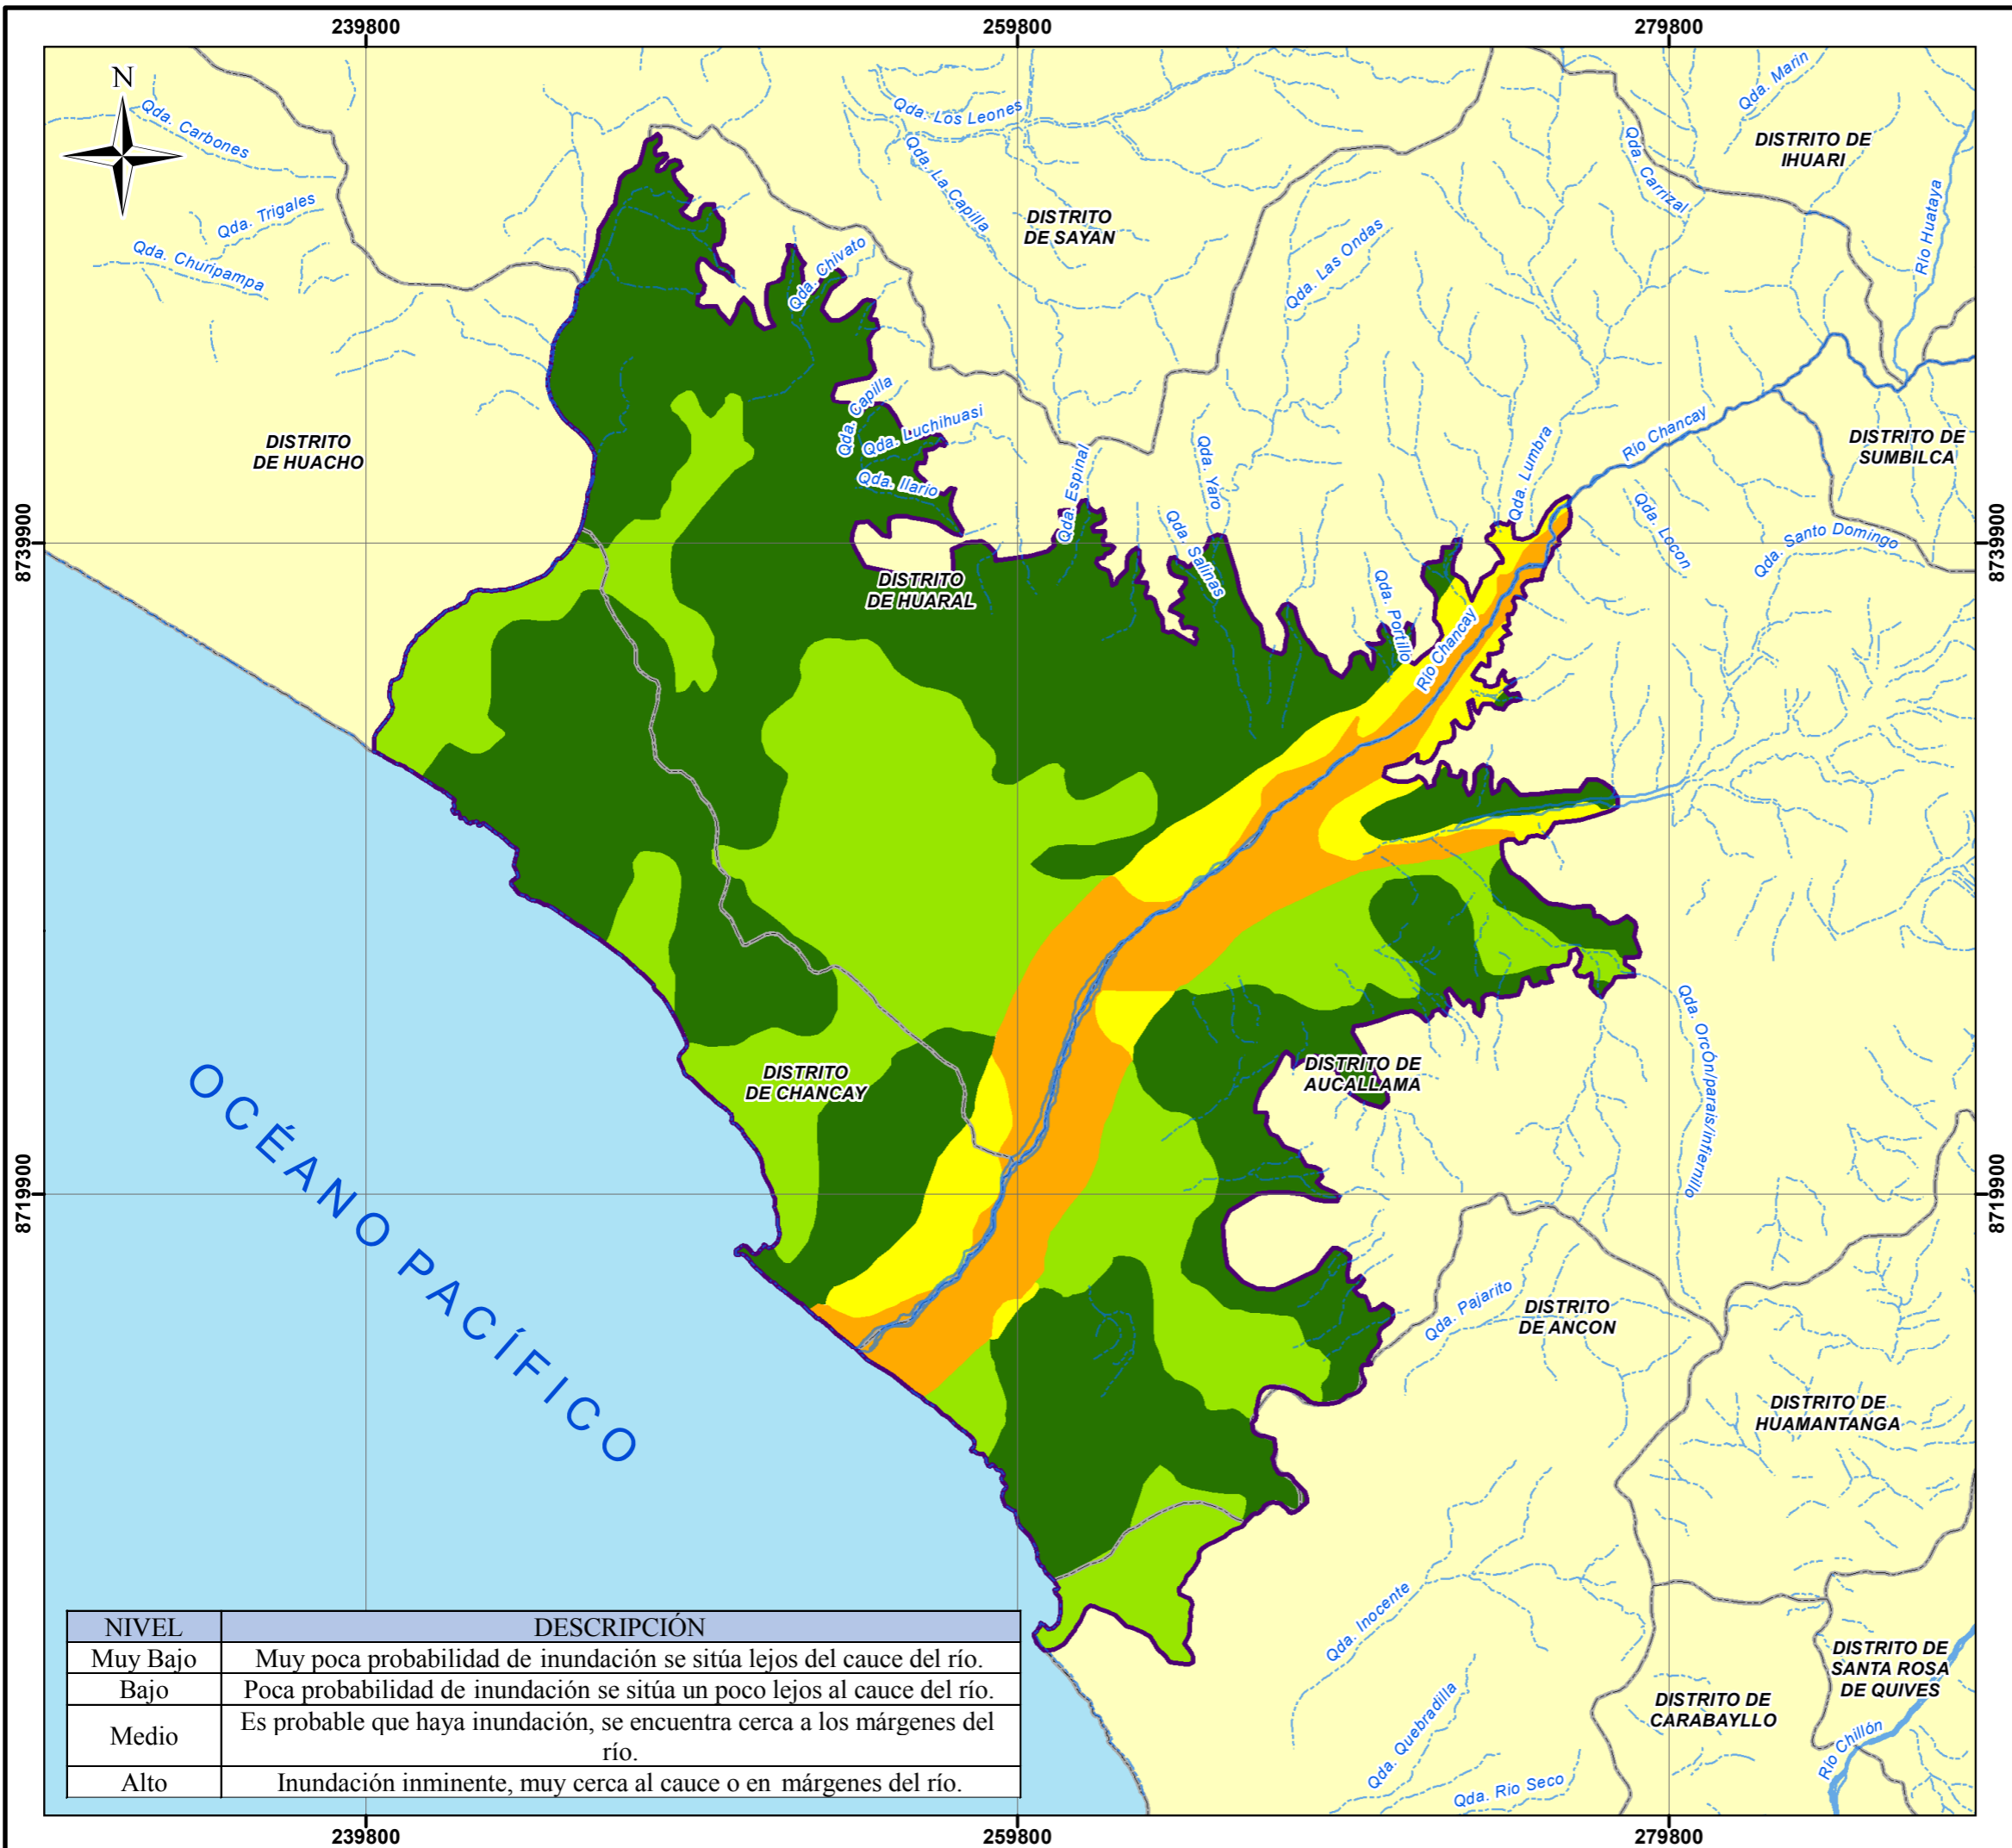 239800
259800
279800
N
Qda. Carbones
Qda. Trigales
Qda. Churipampa
Qda. Los Leones
Qda. La Capilla
Qda. Chivato
DISTRITO
DE SAYAN
Qda. Las Ondas
Qda. Carrizal
Qda. Marin
DISTRITO DE
IHUARI
Rio Huataya
DISTRITO
DE HUACHO
Qda. Capilla
Qda. Luchihuasi
Qda. Ilario
Qda. Espinal
Qda. Yaro
Qda. Salinas
Qda. Portillo
Qda. Lumbra
Rio Chancay
DISTRITO DE
SUMBILCA
Qda. Locon
Qda. Santo Domingo
8739900
8739900
DISTRITO
DE HUARAL
Rio Chancay
Qda. OrcÓn/parais/infiernillo
DISTRITO
DE CHANCAY
DISTRITO DE
AUCALLAMA
OCÉANO PACÍFICO
8719900
8719900
Qda. Pajarito
DISTRITO
DE ANCON
DISTRITO DE
HUAMANTANGA
Qda. Inocente
Qda. Quebradilla
Qda. Rio Seco
DISTRITO DE
CARABAYLLO
DISTRITO DE
SANTA ROSA
DE QUIVES
Rio Chillón
NIVEL DESCRIPCIÓN
Muy Bajo Muy poca probabilidad de inundación se sitúa lejos del cauce del río.
Bajo Poca probabilidad de inundación se sitúa un poco lejos al cauce del río.
Medio Es probable que haya inundación, se encuentra cerca a los márgenes del
río.
Alto Inundación inminente, muy cerca al cauce o en márgenes del río.
239800
259800
279800